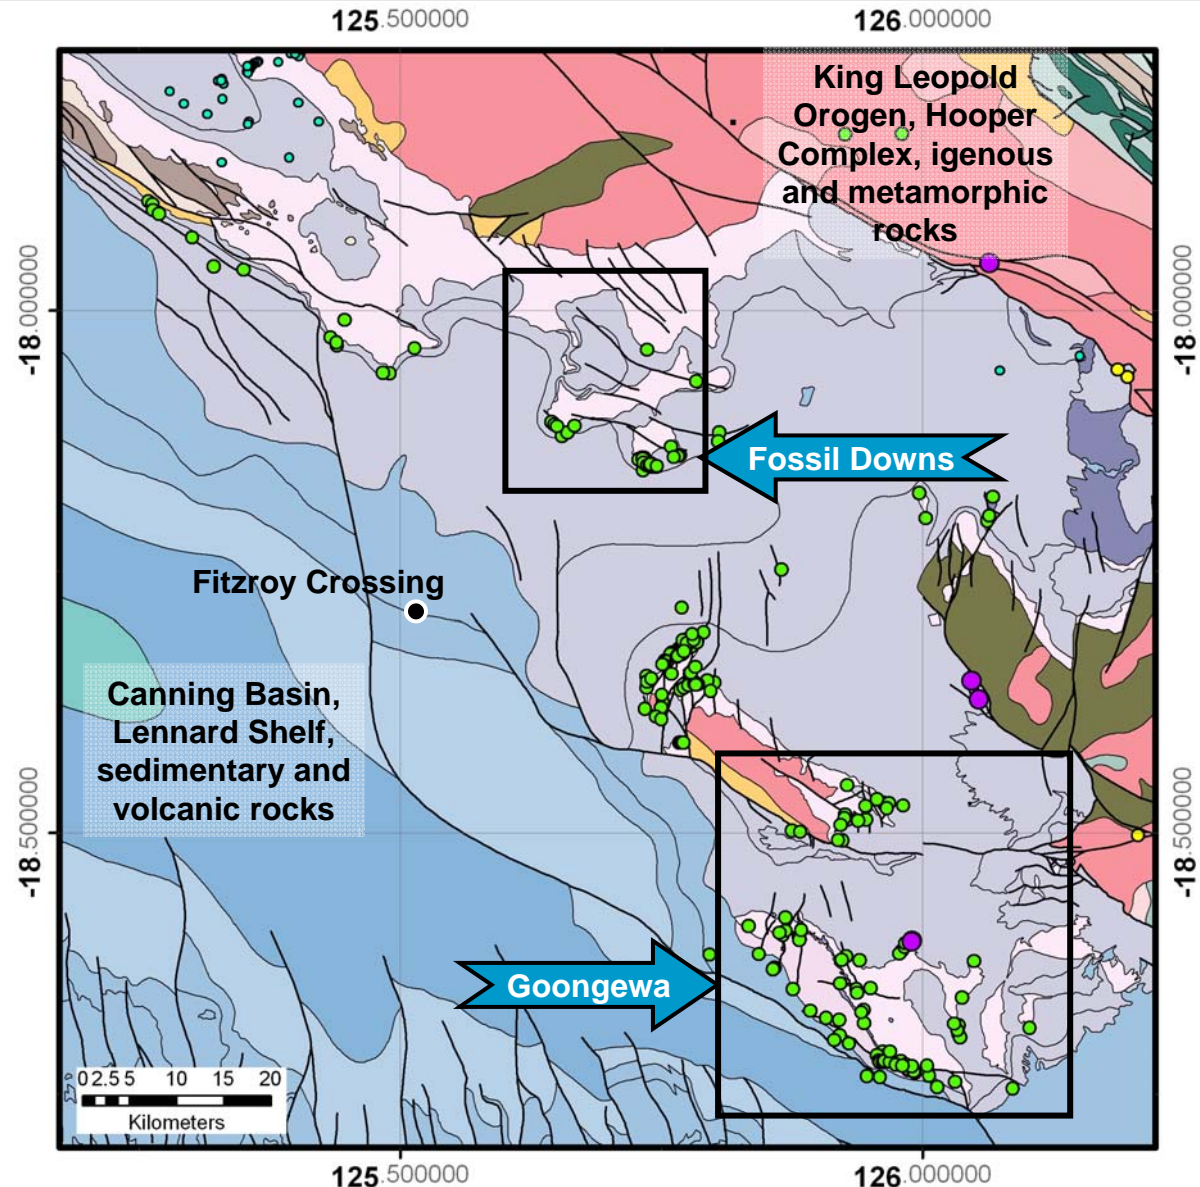 125.500000
126.000000
King Leopold
Orogen, Hooper
Complex, igenous
and metamorphic
rocks
-18.000000
-18.000000
Fossil Downs
Fitzroy Crossing
Canning Basin,
Lennard Shelf,
sedimentary and
volcanic rocks
-18.500000
-18.500000
Goongewa
0 2.5 5 10 15 20
Kilometers
125.500000
126.000000